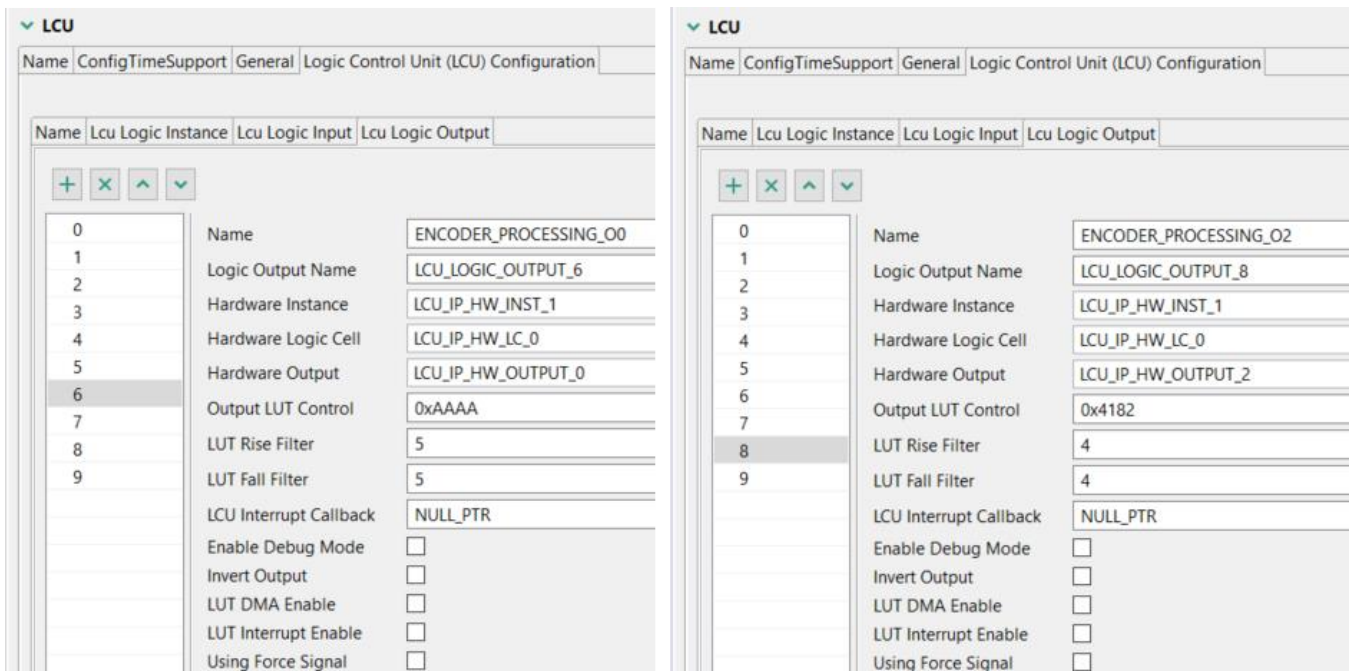 LCU
Name ConfigTimeSupport General Logic Control Unit (LCU) Configuration
Name Lcu Logic Instance Lcu Logic Input Lcu Logic Output
0
1
2
3
4
5
6
7
8
9
Name ENCODER_PROCESSING_O0
Logic Output Name LCU_LOGIC_OUTPUT_6
Hardware Instance LCU_IP_HW_INST_1
Hardware Logic Cell LCU_IP_HW_LC_0
Hardware Output LCU_IP_HW_OUTPUT_0
Output LUT Control 0xAAAA
LUT Rise Filter 5
LUT Fall Filter 5
LCU Interrupt Callback NULL_PTR
Enable Debug Mode
Invert Output
LUT DMA Enable
LUT Interrupt Enable
Using Force Signal
LCU
Name ConfigTimeSupport General Logic Control Unit (LCU) Configuration
Name Lcu Logic Instance Lcu Logic Input Lcu Logic Output
0
1
2
3
4
5
6
7
8
9
Name ENCODER_PROCESSING_O2
Logic Output Name LCU_LOGIC_OUTPUT_8
Hardware Instance LCU_IP_HW_INST_1
Hardware Logic Cell LCU_IP_HW_LC_0
Hardware Output LCU_IP_HW_OUTPUT_2
Output LUT Control 0x4182
LUT Rise Filter 4
LUT Fall Filter 4
LCU Interrupt Callback NULL_PTR
Enable Debug Mode
Invert Output
LUT DMA Enable
LUT Interrupt Enable
Using Force Signal